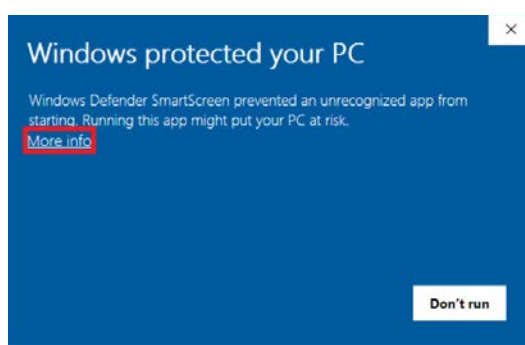 Windows protected your PC
Windows Defender SmartScreen prevented an unrecognized app from
starting. Running this app might put your PC at risk.
More info
Don't run